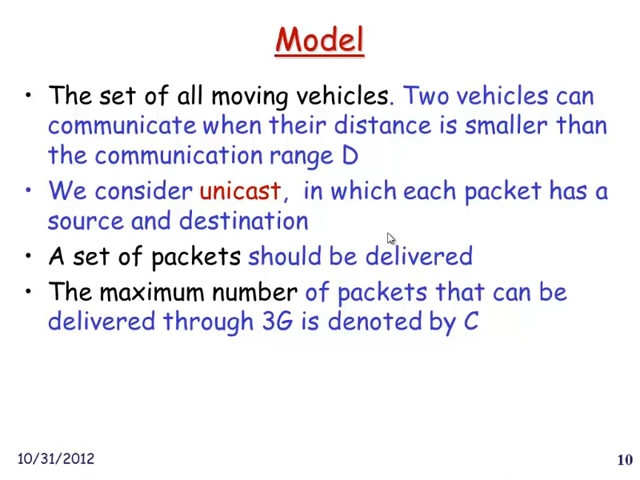 Model
• The set of all moving vehicles. Two vehicles can
communicate when their distance is smaller than
the communication range D
• We consider unicast,  in which each packet has a
source and destination
• A set of packets should be delivered
• The maximum number of packets that can be
delivered through 3G is denoted by C
10/31/2012
10